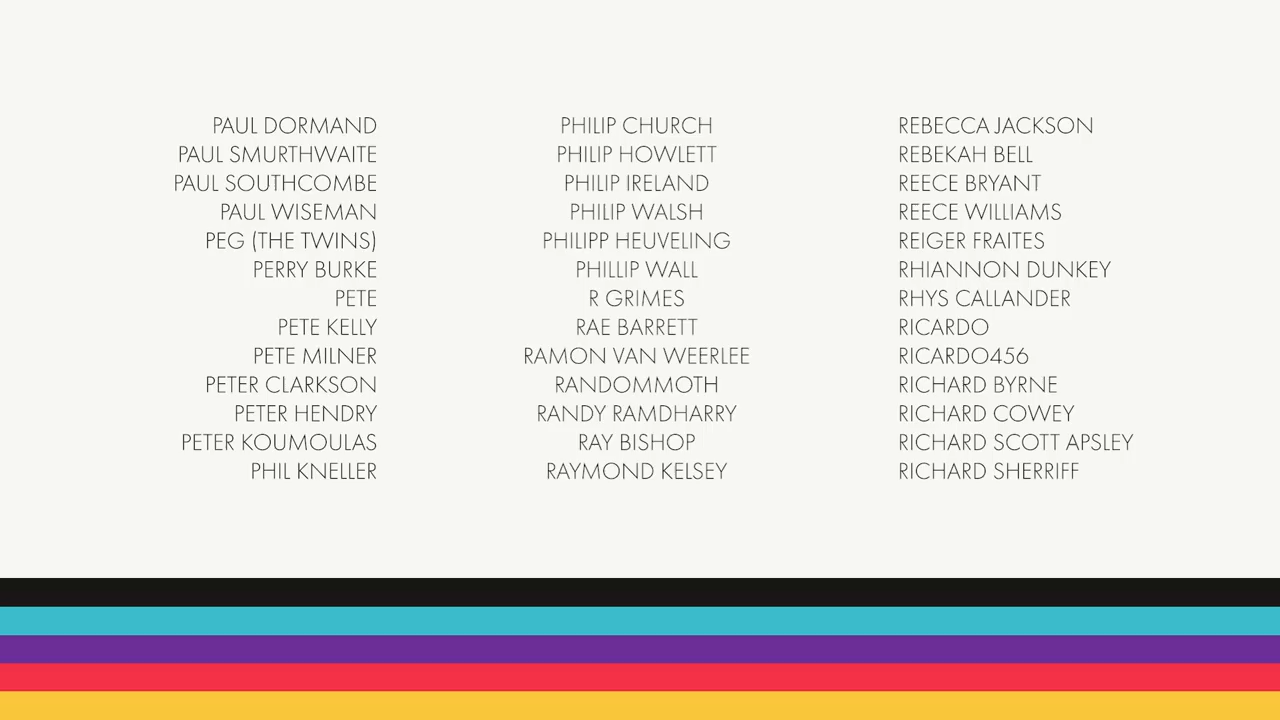 PAUL DORMAND
PAUL SMURTHWAITE
PAUL SOUTHCOMBE
PAUL WISEMAN
PEG (THE TWINS)
PERRY BURKE
PETE
PETE KELLY
PETE MILNER
PETER CLARKSON
PETER HENDRY
PETER KOUMOULAS
PHIL KNELLER
PHILIP CHURCH
PHILIP HOWLETT
PHILIP IRELAND
PHILIP WALSH
PHILIPP HEUVELING
PHILLIP WALL
R GRIMES
RAE BARRETT
RAMON VAN WEERLEE
RANDOMMOTH
RANDY RAMDHARRY
RAY BISHOP
RAYMOND KELSEY
REBECCA JACKSON
REBEKAH BELL
REECE BRYANT
REECE WILLIAMS
REIGER FRAITES
RHIANNON DUNKEY
RHYS CALLANDER
RICARDO
RICARDO456
RICHARD BYRNE
RICHARD COWEY
RICHARD SCOTT APSLEY
RICHARD SHERRIFF